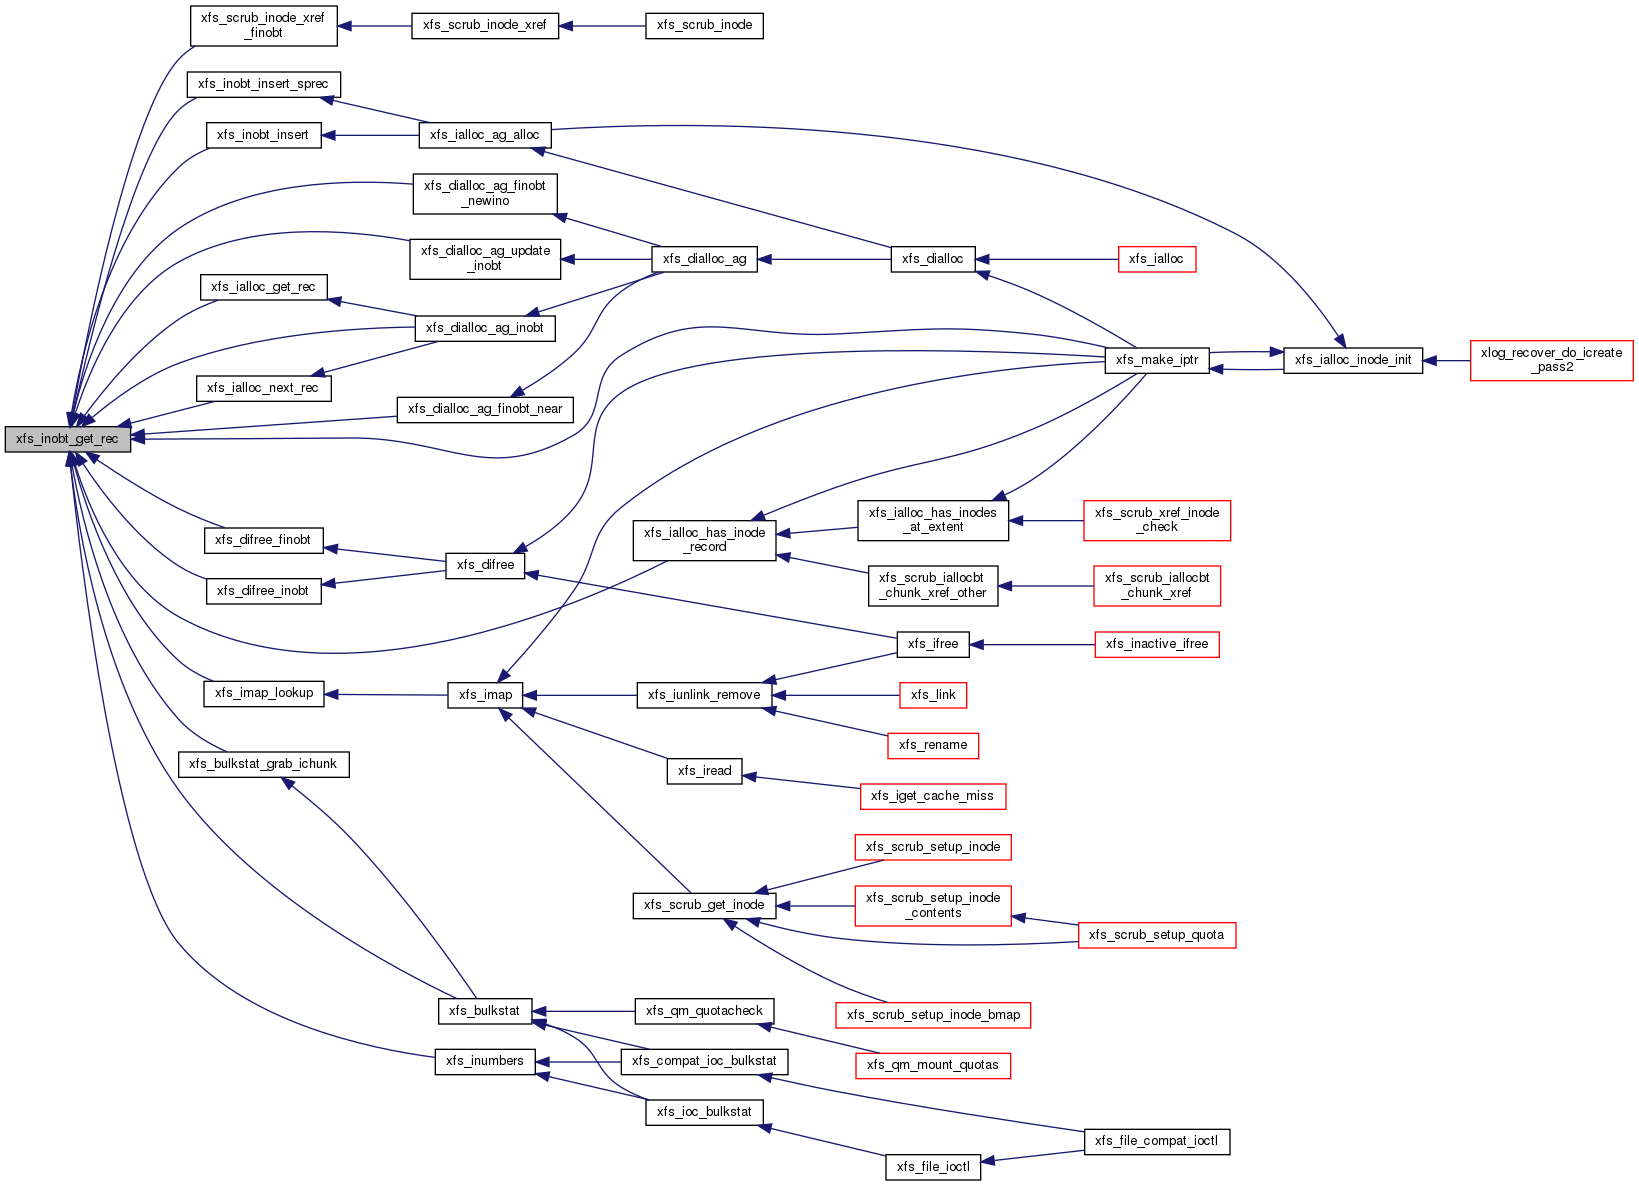 xfs_scrub_inode_xref
_finobt
xfs_scrub_inode_xref
xfs_scrub_inode
xfs_inobt_insert_sprec
xfs_inobt_insert
xfs_ialloc_ag_alloc
xfs_dialloc_ag_finobt
_newino
xfs_dialloc_ag_update
_inobt
xfs_dialloc_ag
xfs_dialloc
xfs_ialloc
xfs_ialloc_get_rec
xfs_dialloc_ag_inobt
xfs_make_iptr
xfs_ialloc_inode_init
xlog_recover_do_icreate
_pass2
xfs_ialloc_next_rec
xfs_dialloc_ag_finobt_near
xfs_inobt_get_rec
xfs_difree_finobt
xfs_difree
xfs_difree_inobt
xfs_ialloc_has_inode
_record
xfs_ialloc_has_inodes
_at_extent
xfs_scrub_xref_inode
_check
xfs_scrub_iallocbt
_chunk_xref_other
xfs_scrub_iallocbt
_chunk_xref
xfs_ifree
xfs_inactive_ifree
xfs_imap_lookup
xfs_imap
xfs_iunlink_remove
xfs_link
xfs_rename
xfs_bulkstat_grab_ichunk
xfs_iread
xfs_iget_cache_miss
xfs_scrub_setup_inode
xfs_scrub_get_inode
xfs_scrub_setup_inode
_contents
xfs_scrub_setup_quota
xfs_scrub_setup_inode_bmap
xfs_bulkstat
xfs_qm_quotacheck
xfs_inumbers
xfs_compat_ioc_bulkstat
xfs_qm_mount_quotas
xfs_ioc_bulkstat
xfs_file_compat_ioctl
xfs_file_ioctl